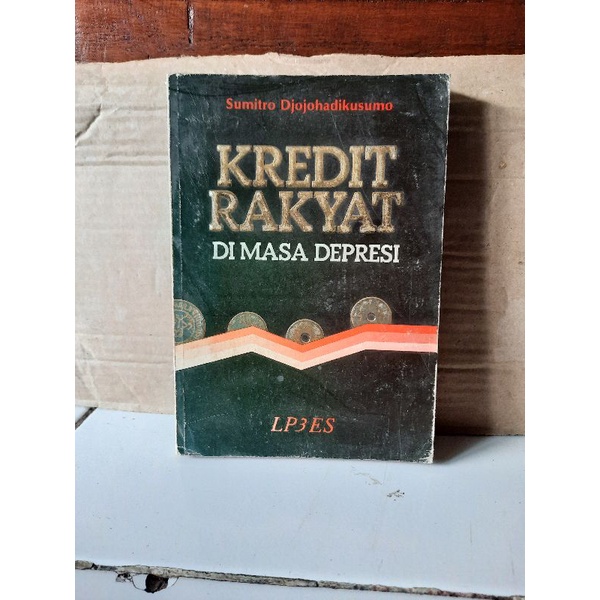 Sumitro Djojohadikusumo
KREDIT
RAKYAT
DI MASA DEPRESI
LP3ES